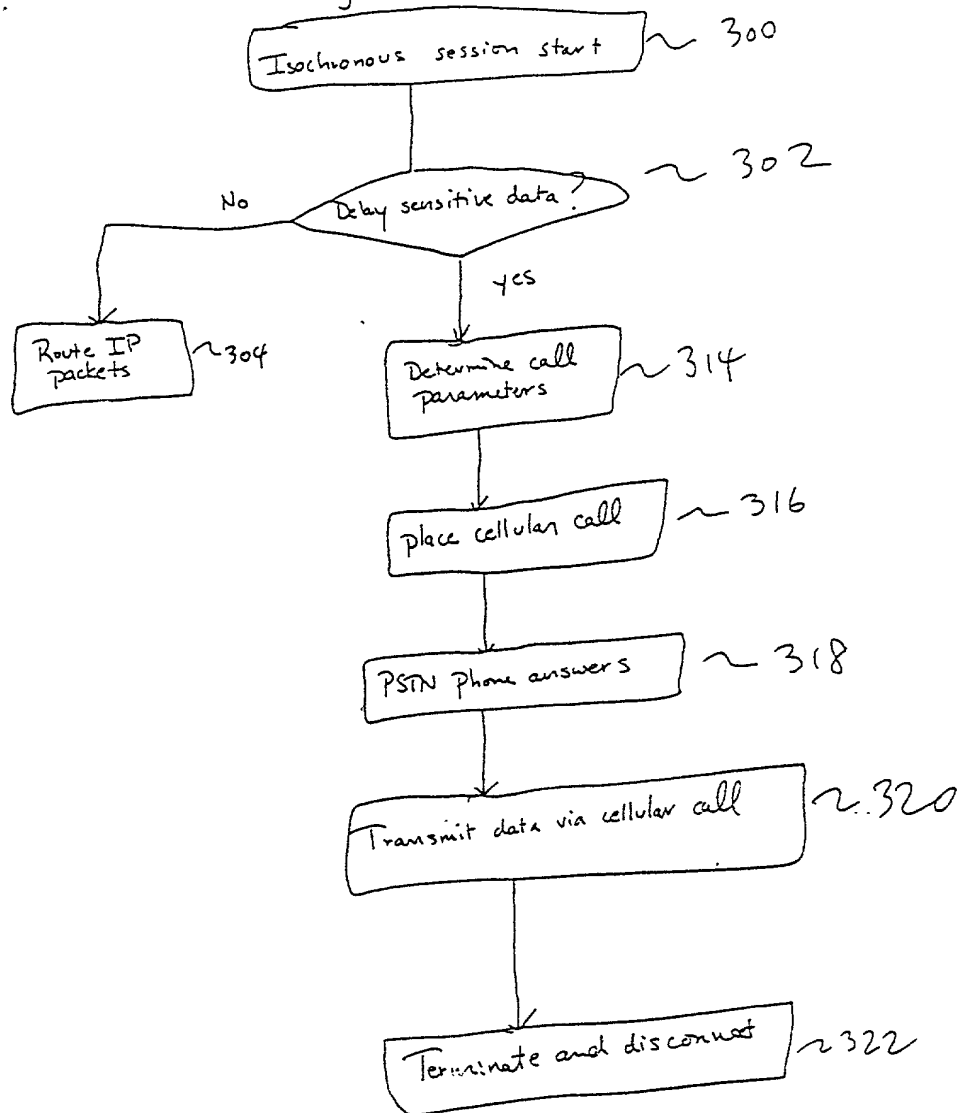 Isochronous session start
~ 300
Delay sensitive data?
~ 302
No
yes
Route IP
packets
~304
Determine call
parameters
~ 314
place cellular call
~ 316
PSTN Phone answers
~ 318
Transmit data via cellular call
~ 320
Terminate and disconnect
~322